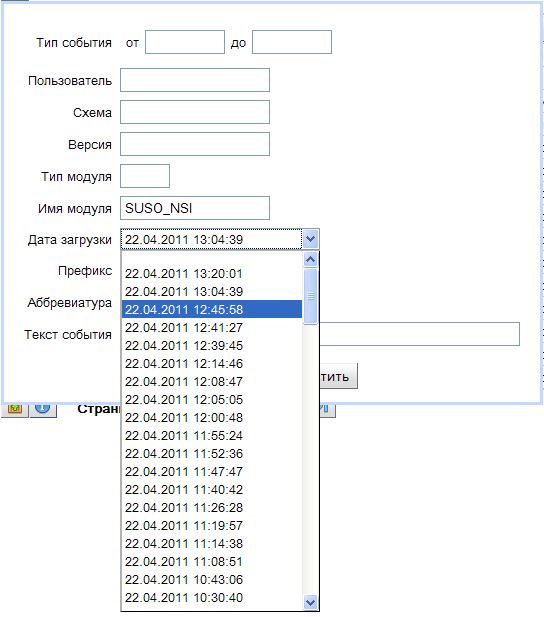 Тип события от до
Пользователь
Схема
Версия
Тип модуля
Имя модуля SUSO_NSI
Дата загрузки 22.04.2011 13:04:39
Префикс
Аббревиатура
Текст события
22.04.2011 13:20:01
22.04.2011 13:04:39
22.04.2011 12:45:58
22.04.2011 12:41:27
22.04.2011 12:39:45
22.04.2011 12:14:46
22.04.2011 12:08:47
22.04.2011 12:05:05
22.04.2011 12:00:48
22.04.2011 11:55:24
22.04.2011 11:52:36
22.04.2011 11:47:47
22.04.2011 11:40:42
22.04.2011 11:26:28
22.04.2011 11:19:57
22.04.2011 11:14:38
22.04.2011 11:08:51
22.04.2011 10:43:06
22.04.2011 10:30:40
тить
Страни